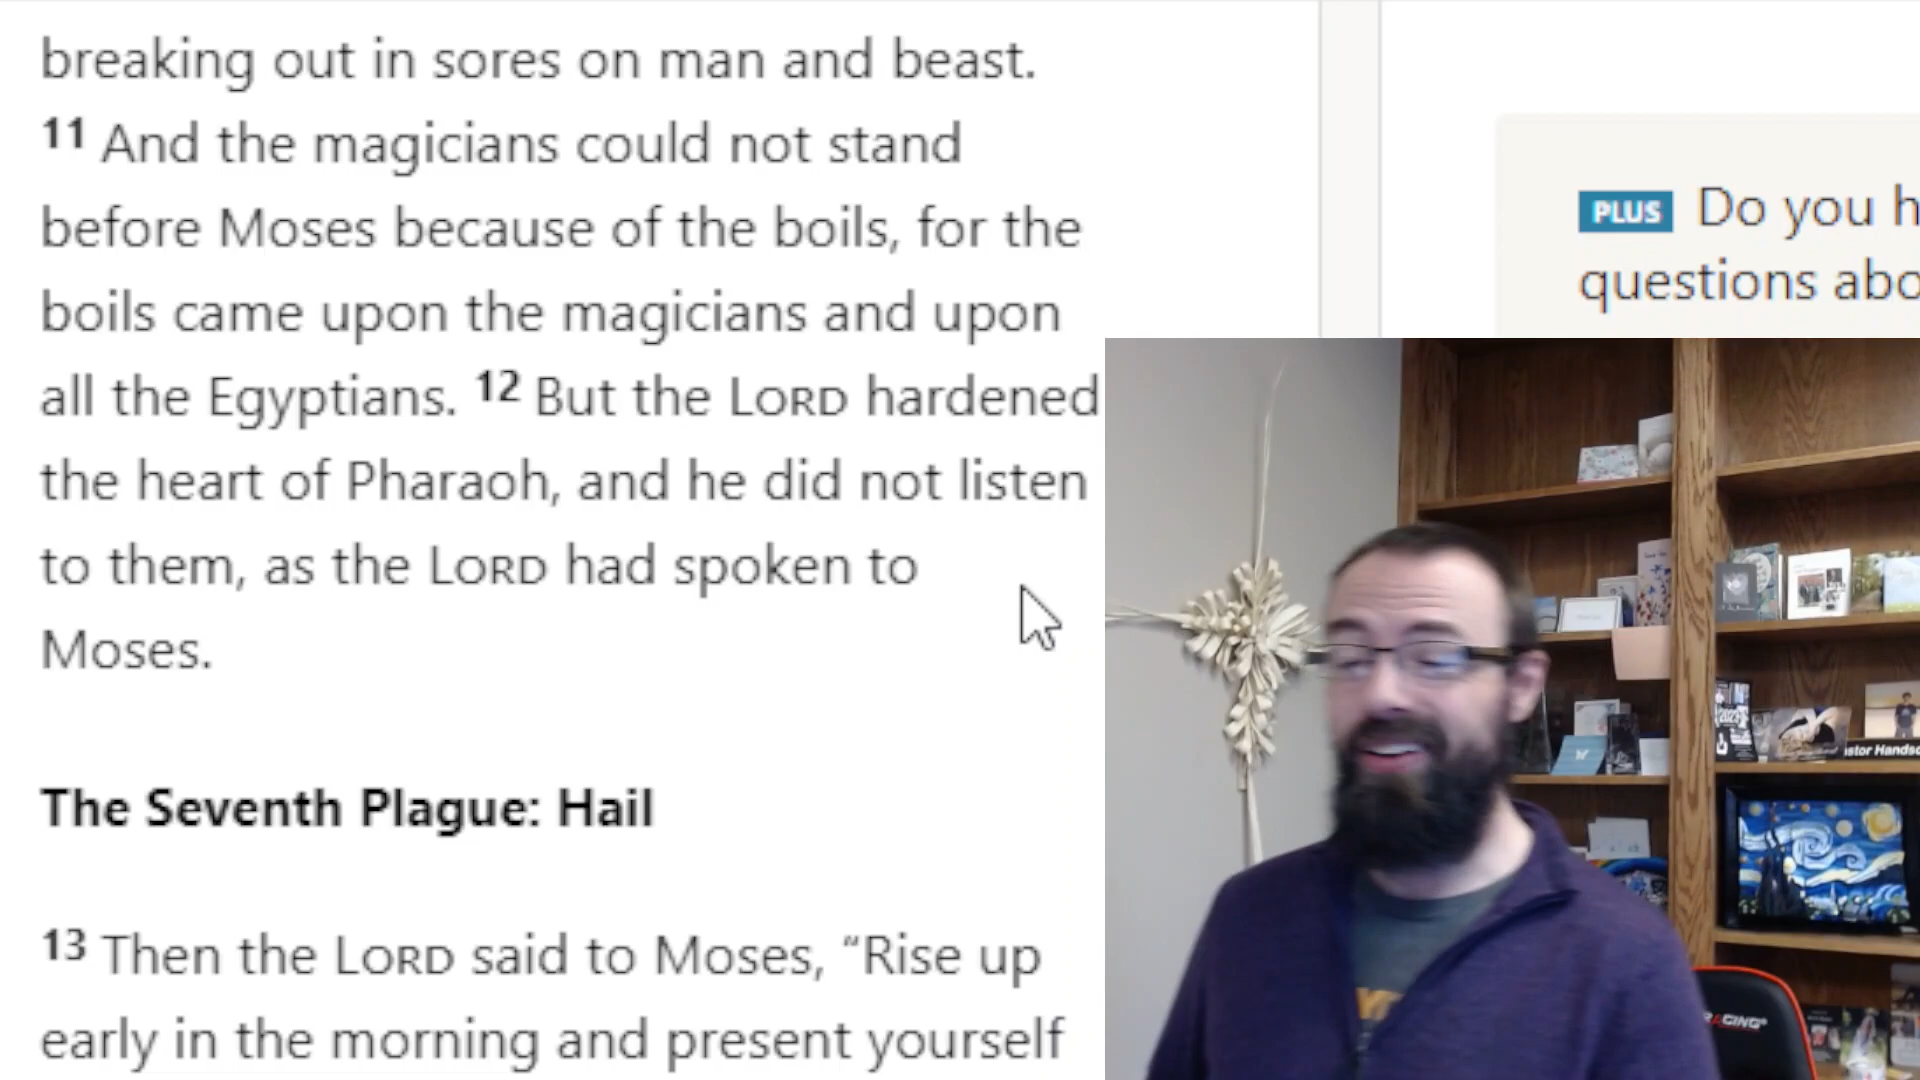 breaking out in sores on man and beast.
11 And the magicians could not stand
before Moses because of the boils, for the
boils came upon the magicians and upon
all the Egyptians. 12 But the LORD hardened
the heart of Pharaoh, and he did not listen
to them, as the LORD had spoken to
Moses.
The Seventh Plague: Hail
13 Then the LORD said to Moses, “Rise up
early in the morning and present yourself
PLUS Do you h
questions abo
2023
stor Handso
RACING